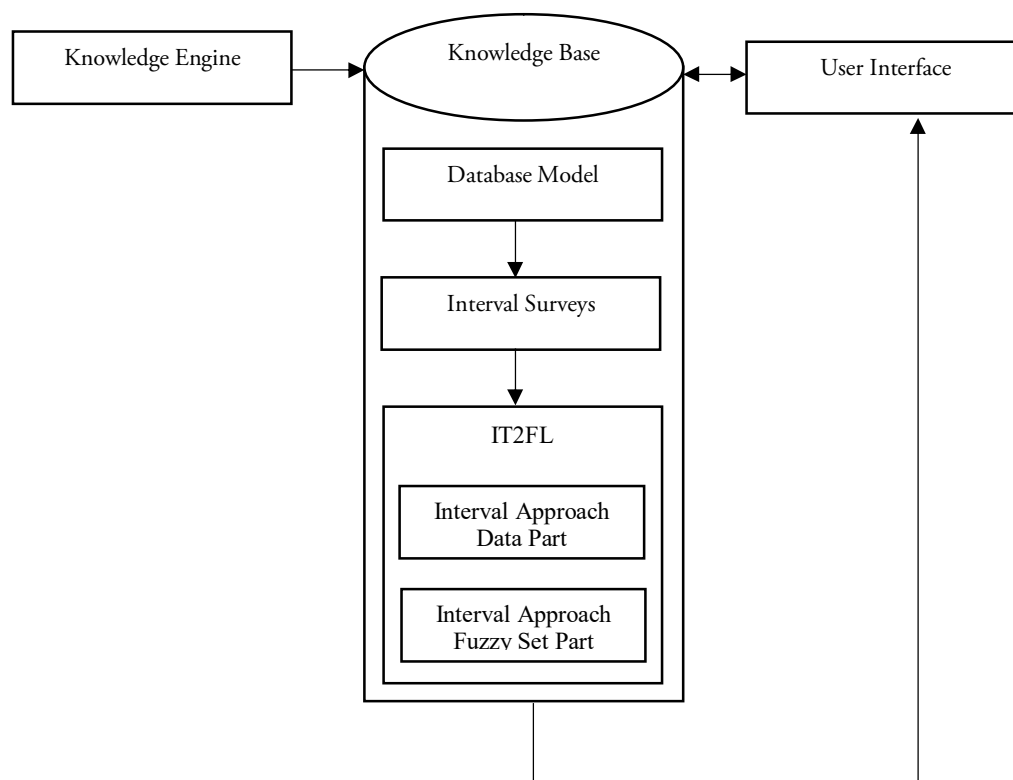 Knowledge Engine
Knowledge Base
User Interface
Database Model
Interval Surveys
IT2FL
Interval Approach
Data Part
Interval Approach
Fuzzy Set Part